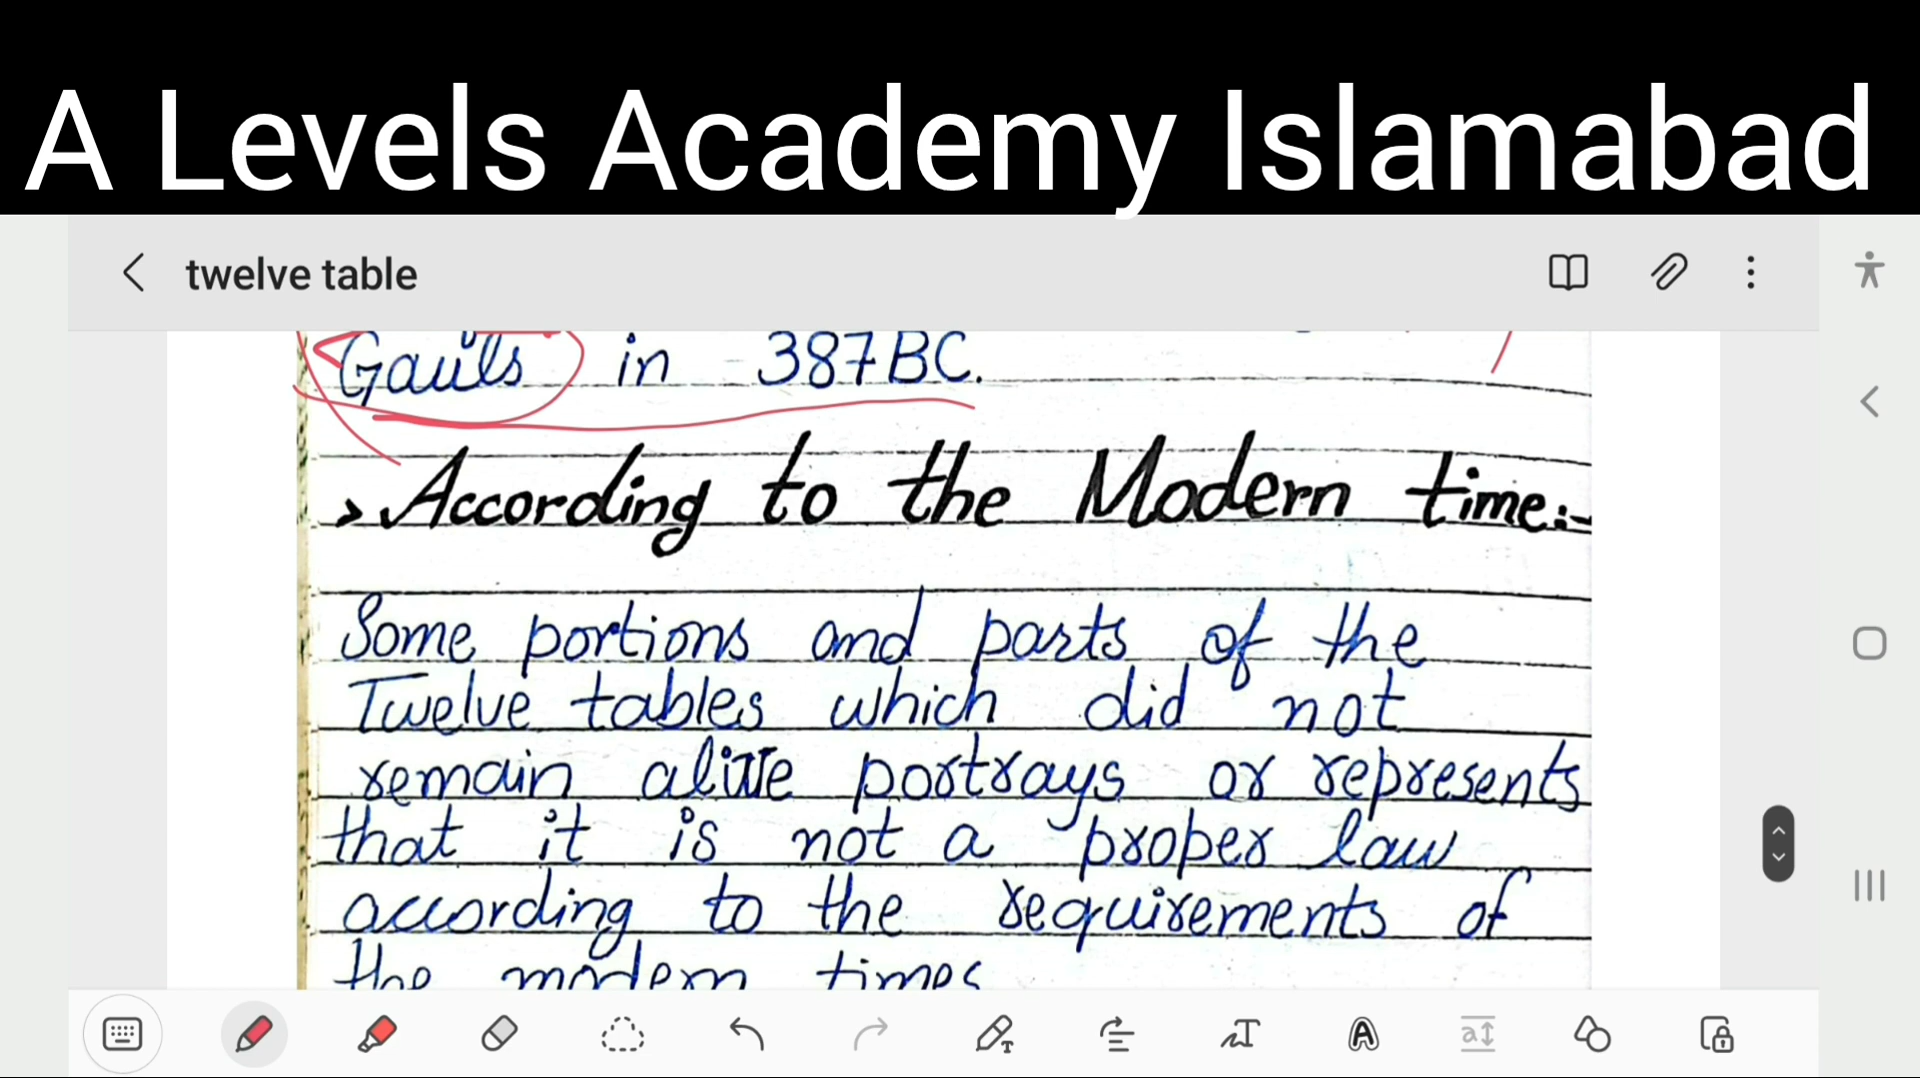 A Levels Academy Islamabad
twelve table
Gauls in 387BC.
> According to the Modern time:-
Some portions and parts of the
Twelve tables which did not
remain alive portrays or represents
that it is not a proper law
according to the requirements of
the modern times